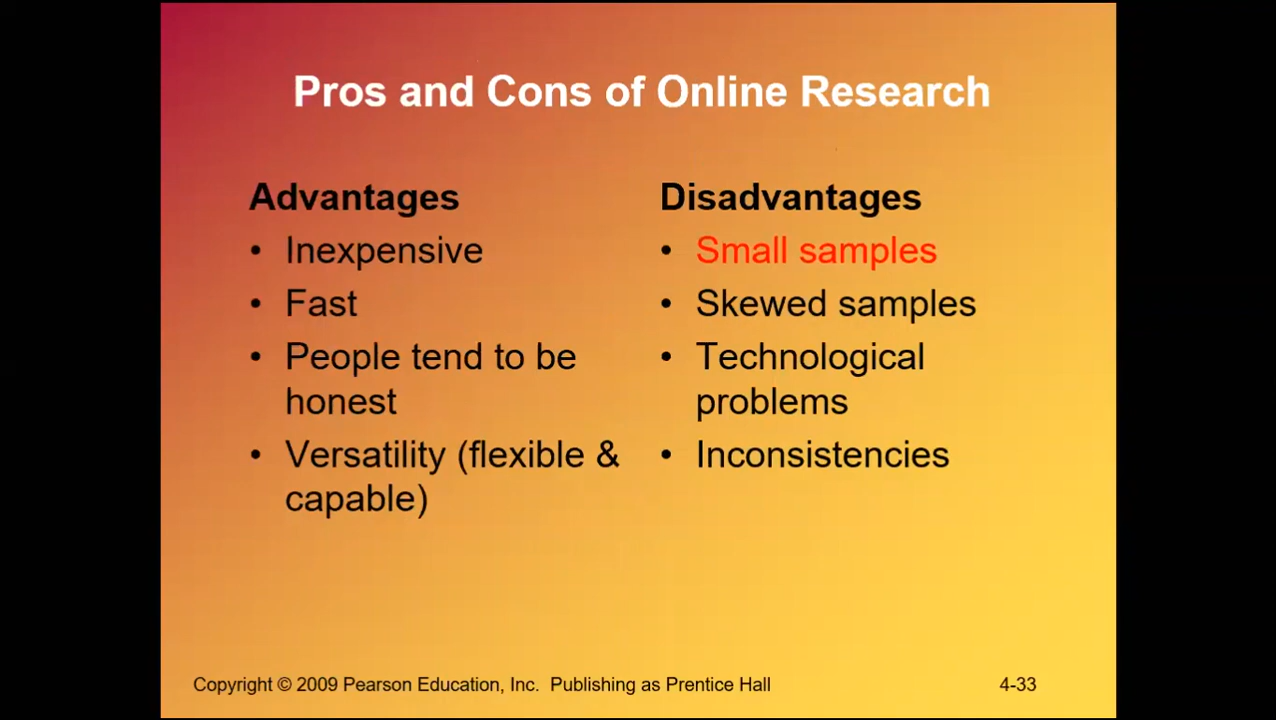 Pros and Cons of Online Research
Advantages
• Inexpensive
• Fast
• People tend to be
honest
• Versatility (flexible &
capable)
Disadvantages
• Small samples
• Skewed samples
• Technological
problems
• Inconsistencies
Copyright © 2009 Pearson Education, Inc. Publishing as Prentice Hall
4-33